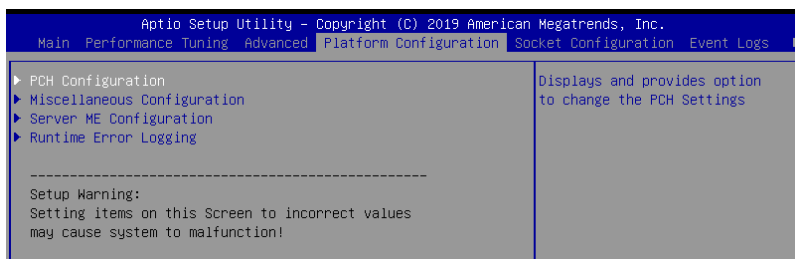 Aptio Setup Utility – Copyright (C) 2019 American Megatrends, Inc.
Main Performance Tuning Advanced Platform Configuration Socket Configuration Event Logs
PCH Configuration
Miscellaneous Configuration
Server ME Configuration
Runtime Error Logging
Displays and provides option
to change the PCH Settings
------------------------------------------------
Setup Warning:
Setting items on this Screen to incorrect values
may cause system to malfunction!